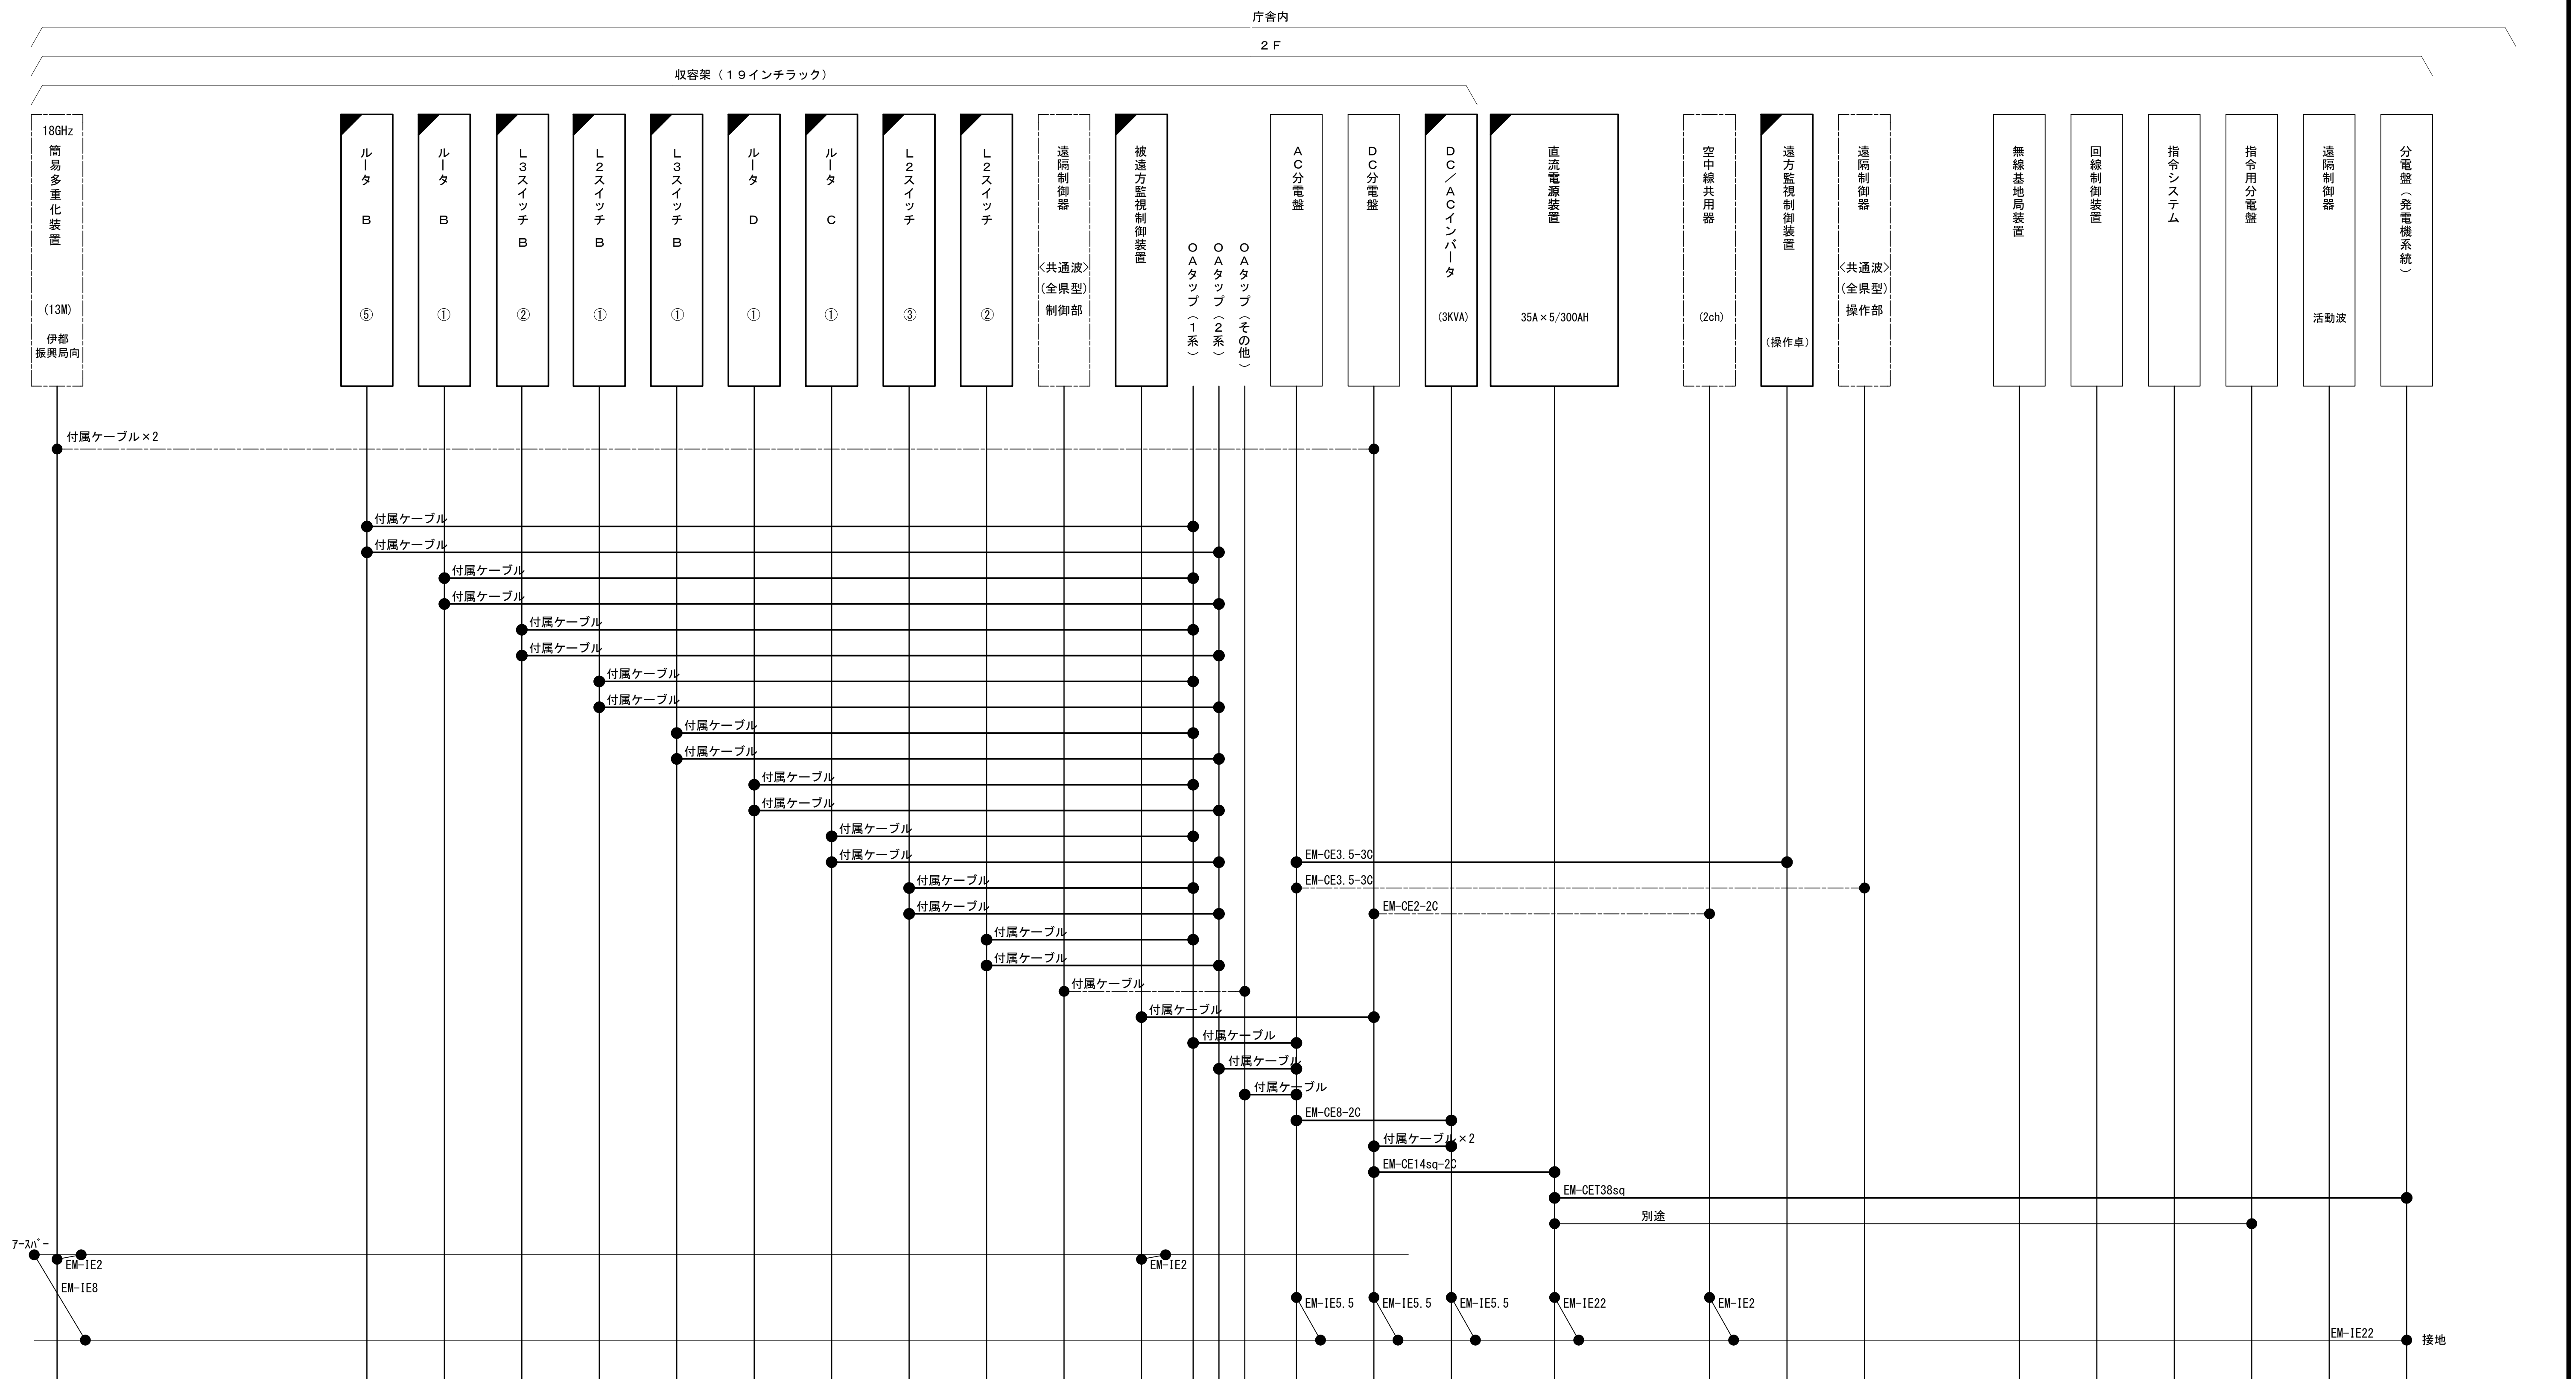 庁舎内
２Ｆ
収容架（１９インチラック）
18GHz
簡易多重化装置
(13M)
伊都
振興局向
ルータ　Ｂ
⑤
ルータ　Ｂ
①
Ｌ３スイッチ　Ｂ
②
Ｌ２スイッチ　Ｂ
①
Ｌ３スイッチ　Ｂ
①
ルータ　Ｄ
①
ルータ　Ｃ
①
Ｌ２スイッチ
③
Ｌ２スイッチ
②
遠隔制御器
<共通波>
(全県型)
制御部
被遠方監視制御装置
ＯＡタップ（１系）
ＯＡタップ（２系）
ＯＡタップ（その他）
ＡＣ分電盤
ＤＣ分電盤
ＤＣ／ＡＣインバータ
(3KVA)
直流電源装置
35A×5/300AH
空中線共用器
(2ch)
遠方監視制御装置
(操作卓)
遠隔制御器
<共通波>
(全県型)
操作部
無線基地局装置
回線制御装置
指令システム
指令用分電盤
遠隔制御器
活動波
分電盤（発電機系統）
付属ケーブル×2
付属ケーブル
付属ケーブル
付属ケーブル
付属ケーブル
付属ケーブル
付属ケーブル
付属ケーブル
付属ケーブル
付属ケーブル
付属ケーブル
付属ケーブル
付属ケーブル
付属ケーブル
付属ケーブル
EM-CE3.5-3C
付属ケーブル
EM-CE3.5-3C
付属ケーブル
EM-CE2-2C
付属ケーブル
付属ケーブル
付属ケーブル
付属ケーブル
付属ケーブル
付属ケーブル
付属ケーブル
EM-CE8-2C
付属ケーブル×2
EM-CE14sq-2C
EM-CET38sq
別途
ｱｰｽﾊﾞｰ
EM-IE2
EM-IE2
EM-IE8
EM-IE5.5
EM-IE5.5
EM-IE5.5
EM-IE22
EM-IE2
EM-IE22
接地